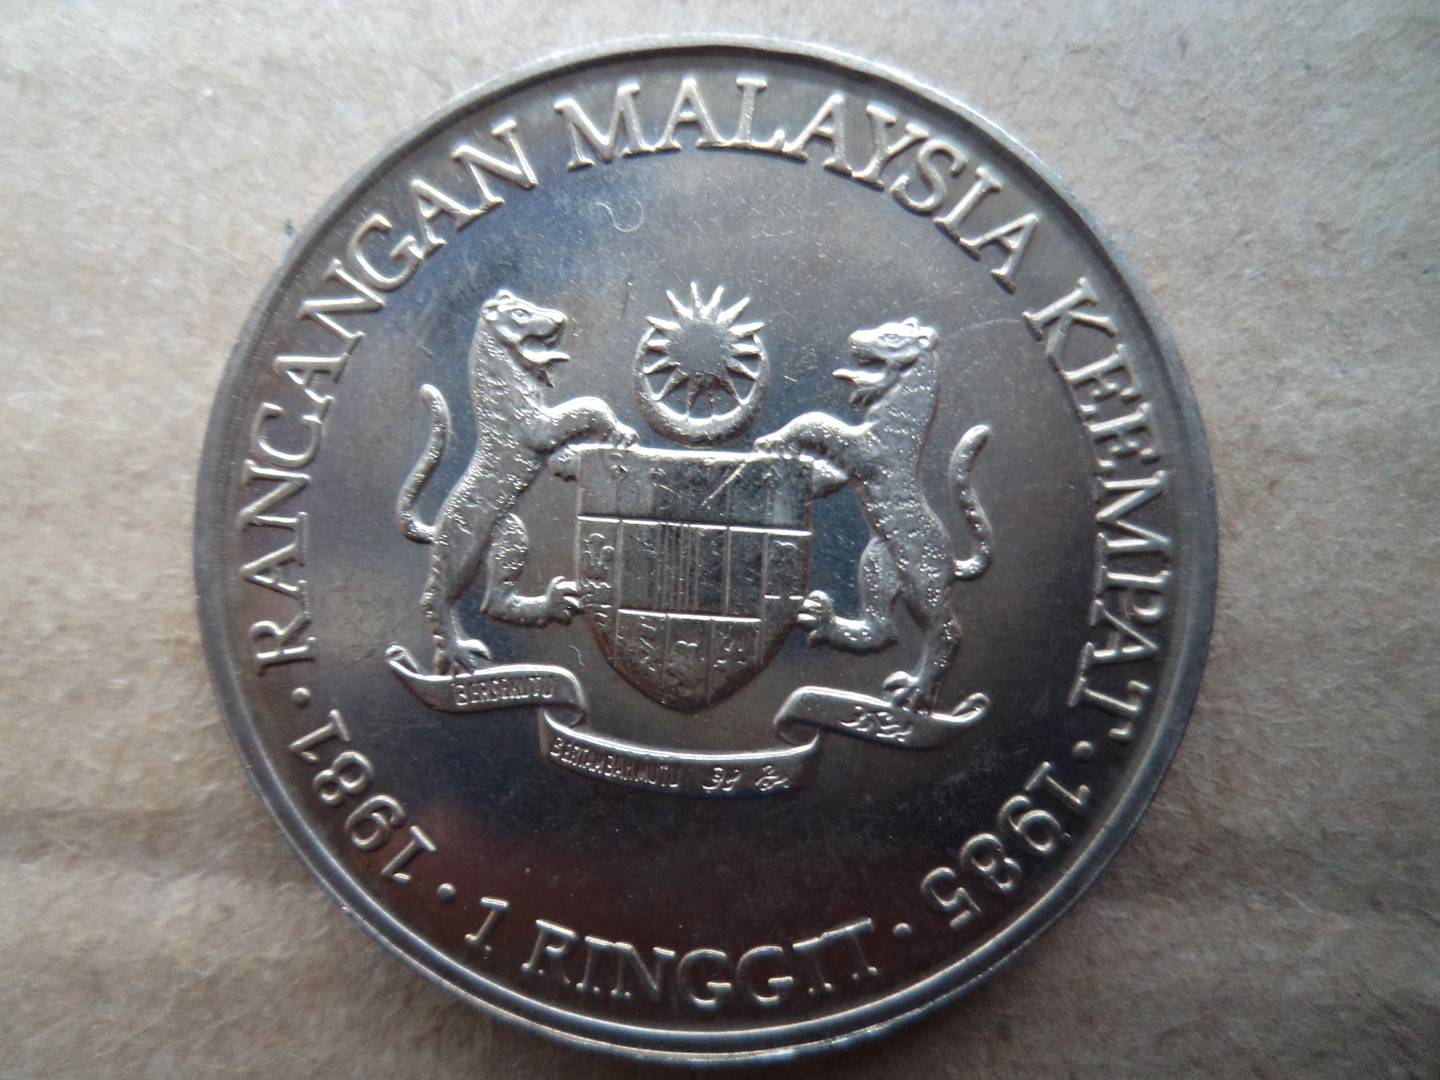 RANCANGAN MALAYSIA KEEMPAT
1981 · 1 RINGGIT · 1985
BERSEKUTU
BERTAMBAH MUTU